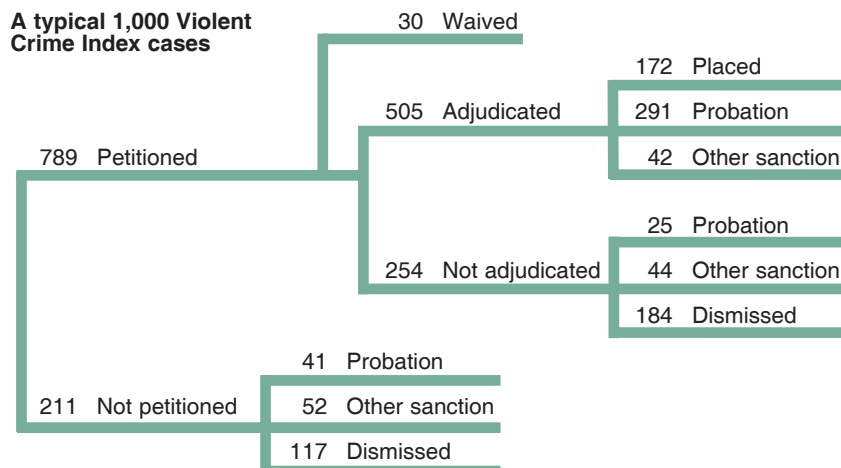 A typical 1,000 Violent
Crime Index cases
30 Waived
172 Placed
505 Adjudicated
291 Probation
789 Petitioned
42 Other sanction
25 Probation
254 Not adjudicated
44 Other sanction
184 Dismissed
41 Probation
211 Not petitioned
52 Other sanction
117 Dismissed